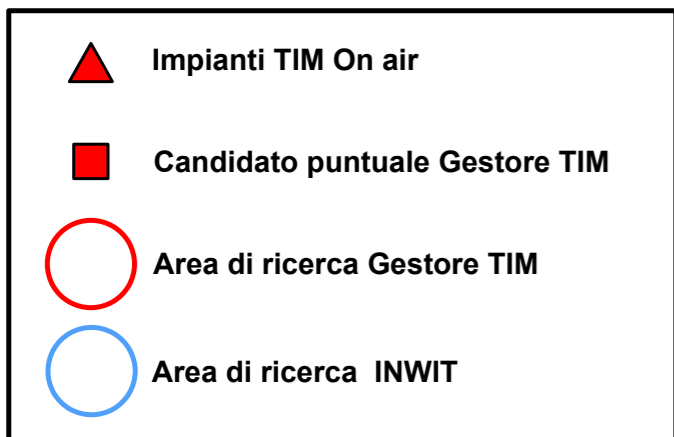 Impianti TIM On air
Candidato puntuale Gestore TIM
Area di ricerca Gestore TIM
Area di ricerca  INWIT